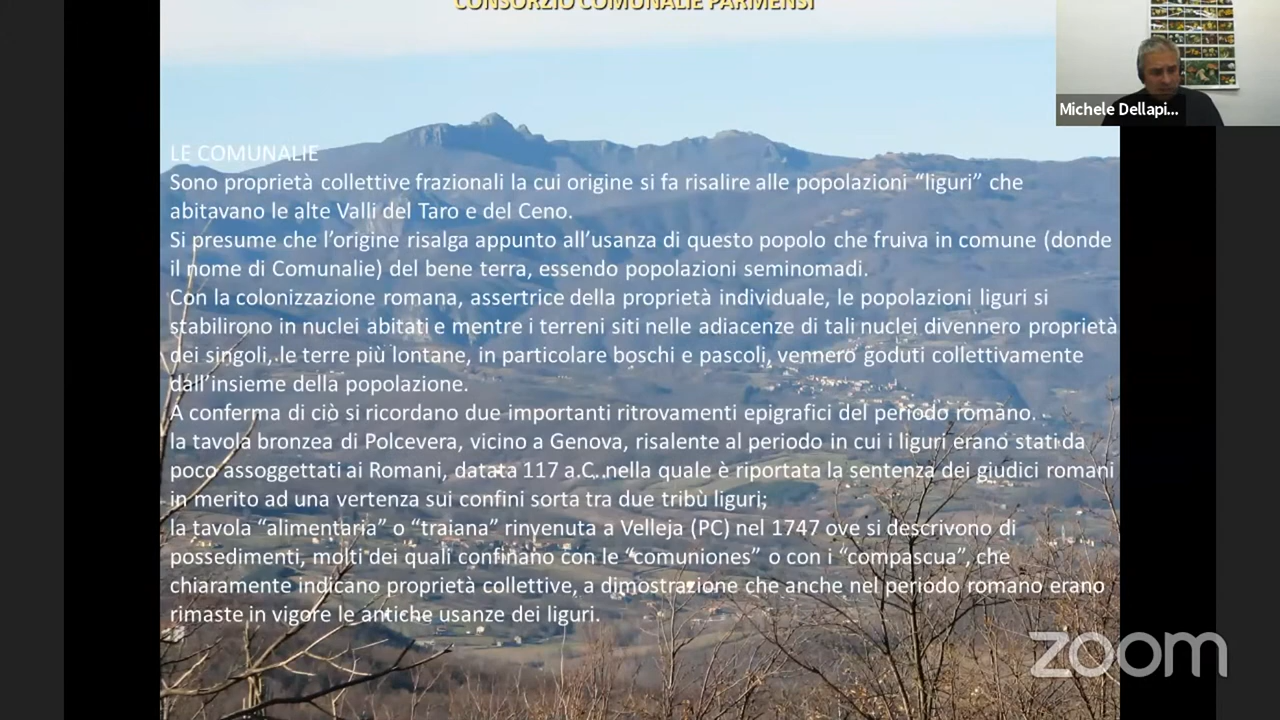 CONSORZIO COMUNALIE PARMENSI
Michele Dellapi...
LE COMUNALIE
Sono proprietà collettive frazionali la cui origine si fa risalire alle popolazioni “liguri” che
abitavano le alte Valli del Taro e del Ceno.
Si presume che l’origine risalga appunto all’usanza di questo popolo che fruiva in comune (donde
il nome di Comunalie) del bene terra, essendo popolazioni seminomadi.
Con la colonizzazione romana, assertrice della proprietà individuale, le popolazioni liguri si
stabilirono in nuclei abitati e mentre i terreni siti nelle adiacenze di tali nuclei divennero proprietà
dei singoli, le terre più lontane, in particolare boschi e pascoli, vennero goduti collettivamente
dall’insieme della popolazione.
A conferma di ciò si ricordano due importanti ritrovamenti epigrafici del periodo romano.
la tavola bronzea di Polcevera, vicino a Genova, risalente al periodo in cui i liguri erano stati da
poco assoggettati ai Romani, datata 117 a.C. nella quale è riportata la sentenza dei giudici romani
in merito ad una vertenza sui confini sorta tra due tribù liguri;
la tavola “alimentaria” o “traiana” rinvenuta a Velleja (PC) nel 1747 ove si descrivono di
possedimenti, molti dei quali confinano con le “comuniones” o con i “compascua”, che
chiaramente indicano proprietà collettive, a dimostrazione che anche nel periodo romano erano
rimaste in vigore le antiche usanze dei liguri.
zoom